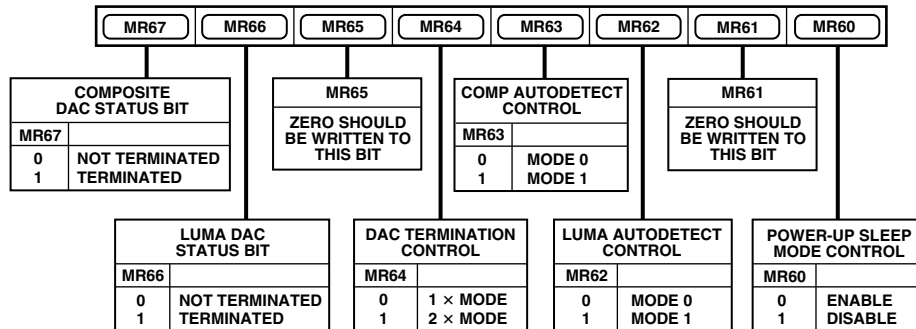 MR67 MR66 MR65 MR64 MR63 MR62 MR61 MR60
COMPOSITE
DAC STATUS BIT
MR67
0 NOT TERMINATED
1 TERMINATED
MR65
ZERO SHOULD
BE WRITTEN TO
THIS BIT
COMP AUTODETECT
CONTROL
MR63
0 MODE 0
1 MODE 1
MR61
ZERO SHOULD
BE WRITTEN TO
THIS BIT
LUMA DAC
STATUS BIT
MR66
0 NOT TERMINATED
1 TERMINATED
DAC TERMINATION
CONTROL
MR64
0 1 × MODE
1 2 × MODE
LUMA AUTODETECT
CONTROL
MR62
0 MODE 0
1 MODE 1
POWER-UP SLEEP
MODE CONTROL
MR60
0 ENABLE
1 DISABLE